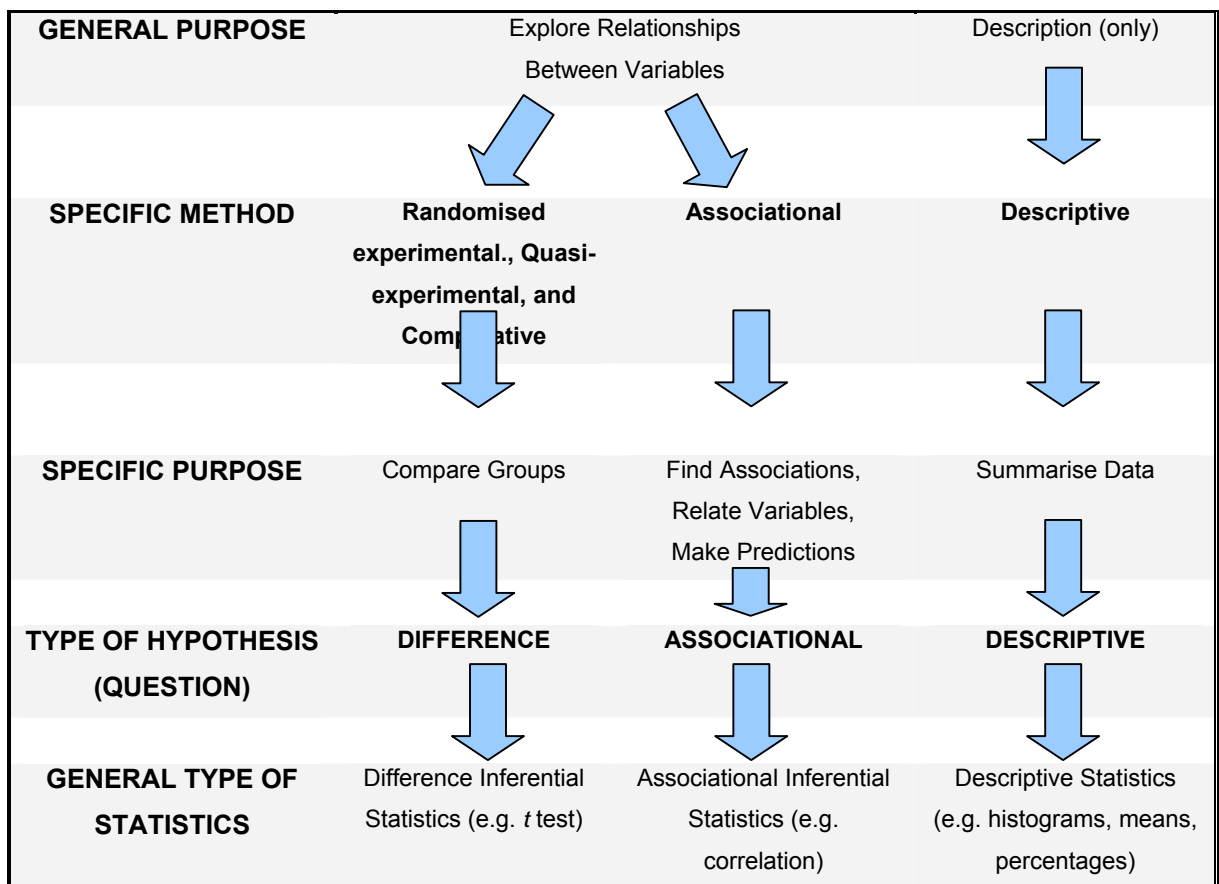 GENERAL PURPOSE
Explore Relationships
Between Variables
Description (only)
SPECIFIC METHOD
Randomised
experimental., Quasi-
experimental, and
Comparative
Associational
Descriptive
SPECIFIC PURPOSE
Compare Groups
Find Associations,
Relate Variables,
Make Predictions
Summarise Data
TYPE OF HYPOTHESIS
(QUESTION)
DIFFERENCE
ASSOCIATIONAL
DESCRIPTIVE
GENERAL TYPE OF
STATISTICS
Difference Inferential
Statistics (e.g. t test)
Associational Inferential
Statistics (e.g.
correlation)
Descriptive Statistics
(e.g. histograms, means,
percentages)